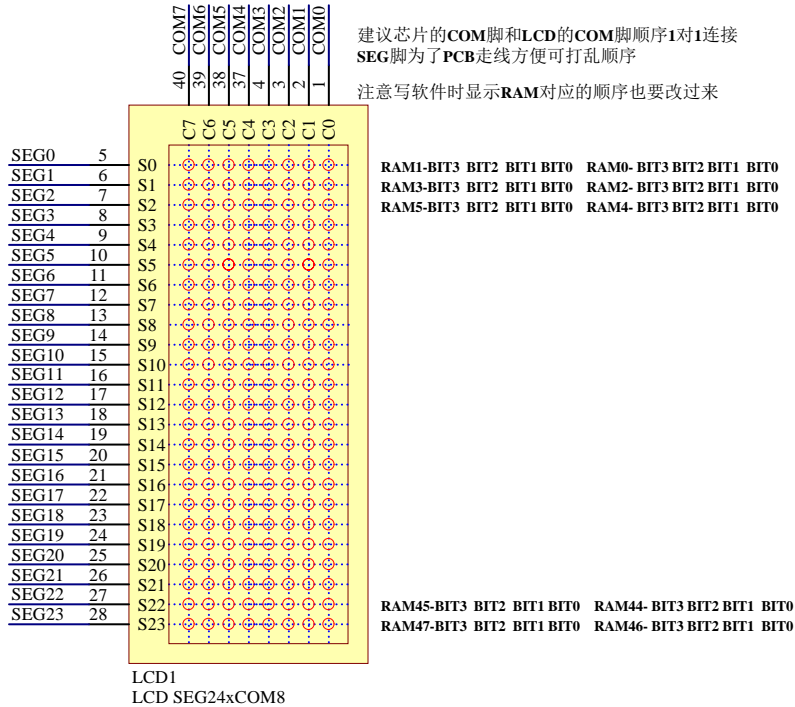 COM7 COM6 COM5 COM4 COM3 COM2 COM1 COM0
40 39 38 37 4 3 2 1
建议芯片的COM脚和LCD的COM脚顺序1对1连接
SEG脚为了PCB走线方便可打乱顺序
注意写软件时显示RAM对应的顺序也要改过来
C7 C6 C5 C4 C3 C2 C1 C0
SEG0 5 S0 RAM1-BIT3 BIT2 BIT1 BIT0 RAM0- BIT3 BIT2 BIT1 BIT0
SEG1 6 S1 RAM3-BIT3 BIT2 BIT1 BIT0 RAM2- BIT3 BIT2 BIT1 BIT0
SEG2 7 S2 RAM5-BIT3 BIT2 BIT1 BIT0 RAM4- BIT3 BIT2 BIT1 BIT0
SEG3 8 S3
SEG4 9 S4
SEG5 10 S5
SEG6 11 S6
SEG7 12 S7
SEG8 13 S8
SEG9 14 S9
SEG10 15 S10
SEG11 16 S11
SEG12 17 S12
SEG13 18 S13
SEG14 19 S14
SEG15 20 S15
SEG16 21 S16
SEG17 22 S17
SEG18 23 S18
SEG19 24 S19
SEG20 25 S20
SEG21 26 S21
SEG22 27 S22 RAM45-BIT3 BIT2 BIT1 BIT0 RAM44- BIT3 BIT2 BIT1 BIT0
SEG23 28 S23 RAM47-BIT3 BIT2 BIT1 BIT0 RAM46- BIT3 BIT2 BIT1 BIT0
LCD1
LCD SEG24xCOM8